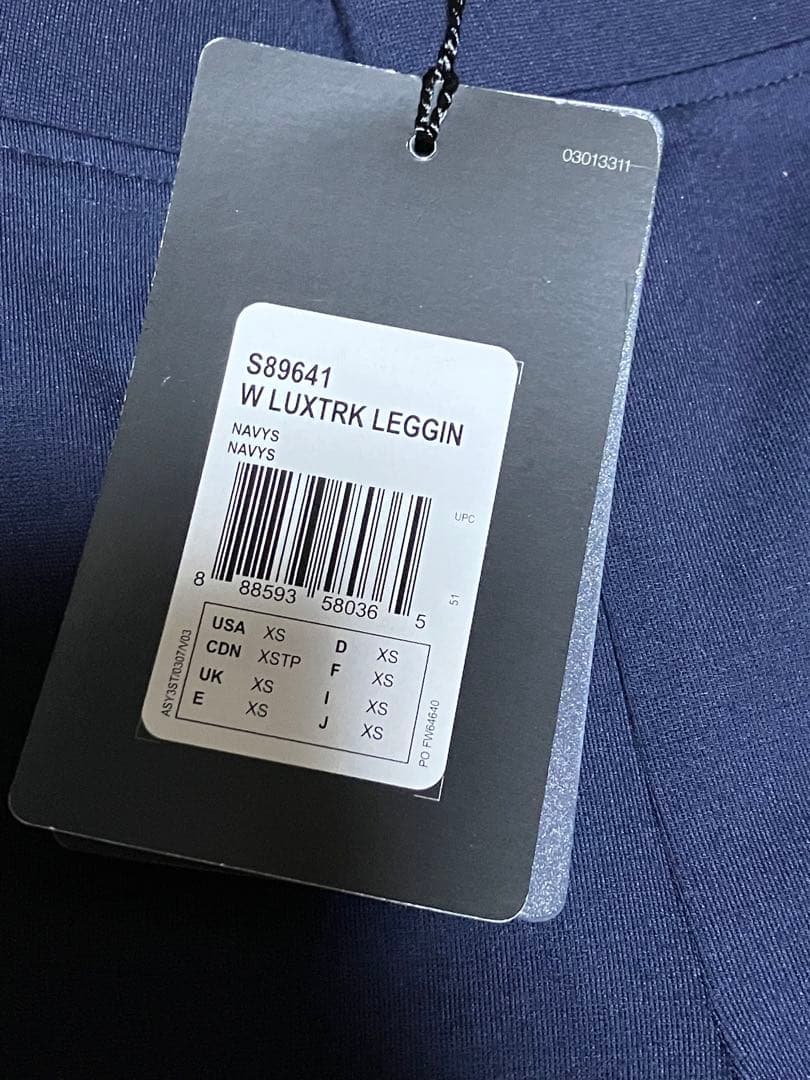 03013311
S89641
W LUXTRK LEGGIN
NAVYS
NAVYS
UPC
8 88593 58036 5
51
USA XS D XS
CDN XSTP F XS
UK XS I XS
E XS J XS
ASY3ST/0307/V03
PO FW64640